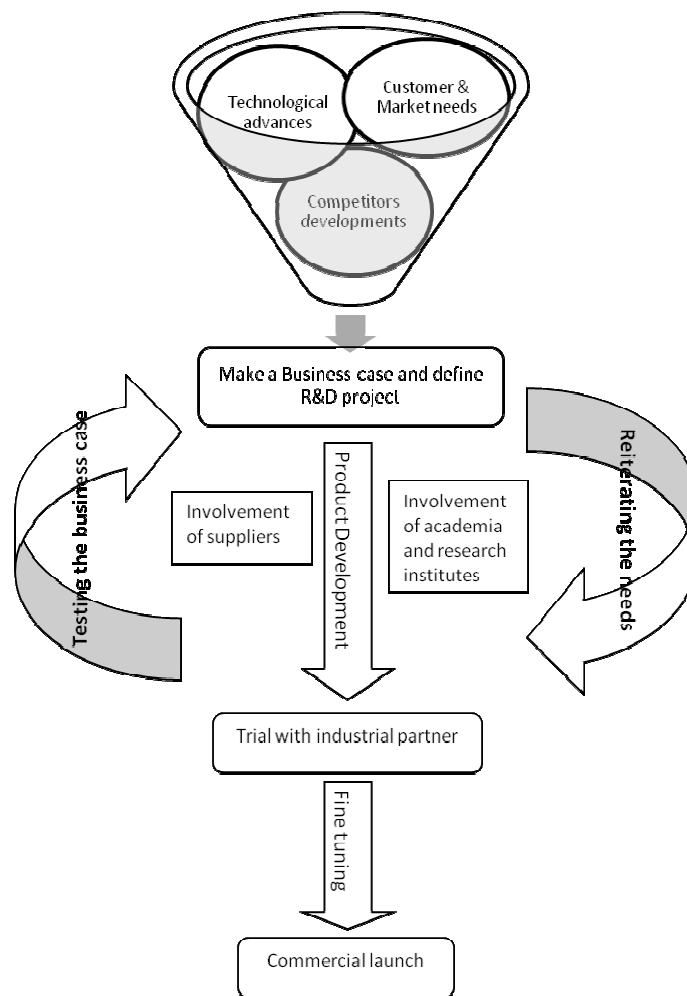 Technological
advances
Customer &
Market needs
Competitors
developments
Make a Business case and define
R&D project
Testing the business case
Involvement
of suppliers
Product Development
Involvement
of academia
and research
institutes
Reiterating the needs
Trial with industrial partner
Fine tuning
Commercial launch